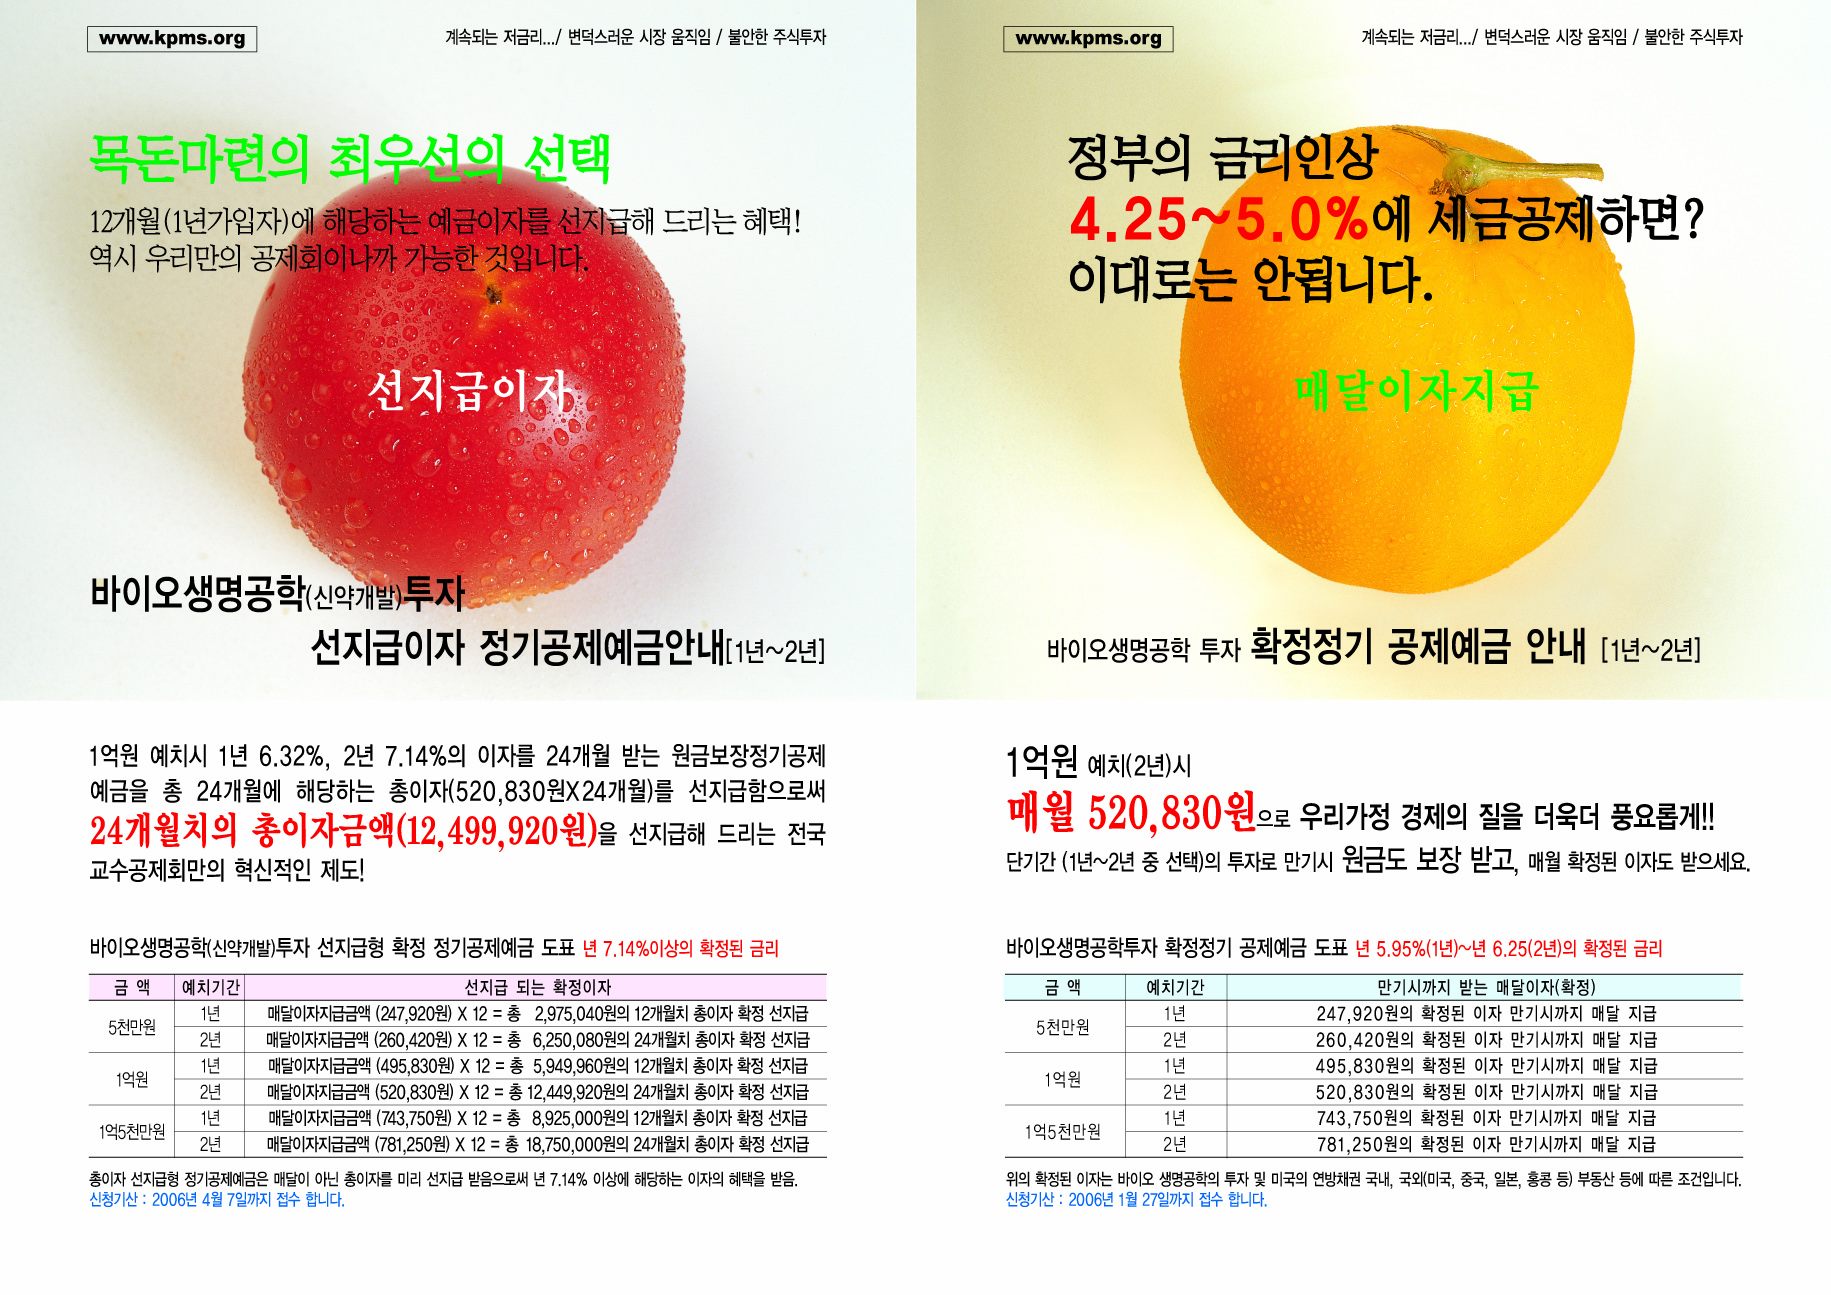 www.kpms.org
계속되는 저금리.../ 변덕스러운 시장 움직임 / 불안한 주식투자
목돈마련의 최우선의 선택
12개월(1년가입자)에 해당하는 예금이자를 선지급해 드리는 혜택!
역시 우리만의 공제회이나까 가능한 것입니다.
선지급이자
바이오생명공학(신약개발)투자
선지급이자 정기공제예금안내[1년~2년]
1억원 예치시 1년 6.32%, 2년 7.14%의 이자를 24개월 받는 원금보장정기공제
예금을 총 24개월에 해당하는 총이자(520,830원X24개월)를 선지급함으로써
24개월치의 총이자금액(12,499,920원)을 선지급해 드리는 전국
교수공제회만의 혁신적인 제도!
바이오생명공학(신약개발)투자 선지급형 확정 정기공제예금 도표 년 7.14%이상의 확정된 금리
금 액 예치기간 선지급 되는 확정이자
5천만원
1년 매달이자지급금액 (247,920원) X 12 = 총 2,975,040원의 12개월치 총이자 확정 선지급
2년 매달이자지급금액 (260,420원) X 12 = 총 6,250,080원의 24개월치 총이자 확정 선지급
1억원
1년 매달이자지급금액 (495,830원) X 12 = 총 5,949,960원의 12개월치 총이자 확정 선지급
2년 매달이자지급금액 (520,830원) X 12 = 총 12,449,920원의 24개월치 총이자 확정 선지급
1억5천만원
1년 매달이자지급금액 (743,750원) X 12 = 총 8,925,000원의 12개월치 총이자 확정 선지급
2년 매달이자지급금액 (781,250원) X 12 = 총 18,750,000원의 24개월치 총이자 확정 선지급
총이자 선지급형 정기공제예금은 매달이 아닌 총이자를 미리 선지급 받음으로써 년 7.14% 이상에 해당하는 이자의 혜택을 받음.
신청기산 : 2006년 4월 7일까지 접수 합니다.
www.kpms.org
계속되는 저금리.../ 변덕스러운 시장 움직임 / 불안한 주식투자
정부의 금리인상
4.25~5.0%에 세금공제하면?
이대로는 안됩니다.
매달이자지급
바이오생명공학 투자 확정정기 공제예금 안내 [1년~2년]
1억원 예치(2년)시
매월 520,830원으로 우리가정 경제의 질을 더욱더 풍요롭게!!
단기간 (1년~2년 중 선택)의 투자로 만기시 원금도 보장 받고, 매월 확정된 이자도 받으세요.
바이오생명공학투자 확정정기 공제예금 도표 년 5.95%(1년)~년 6.25(2년)의 확정된 금리
금 액 예치기간 만기시까지 받는 매달이자(확정)
5천만원
1년 247,920원의 확정된 이자 만기시까지 매달 지급
2년 260,420원의 확정된 이자 만기시까지 매달 지급
1억원
1년 495,830원의 확정된 이자 만기시까지 매달 지급
2년 520,830원의 확정된 이자 만기시까지 매달 지급
1억5천만원
1년 743,750원의 확정된 이자 만기시까지 매달 지급
2년 781,250원의 확정된 이자 만기시까지 매달 지급
위의 확정된 이자는 바이오 생명공학의 투자 및 미국의 연방채권 국내, 국외(미국, 중국, 일본, 홍콩 등) 부동산 등에 따른 조건입니다.
신청기산 : 2006년 1월 27일까지 접수 합니다.